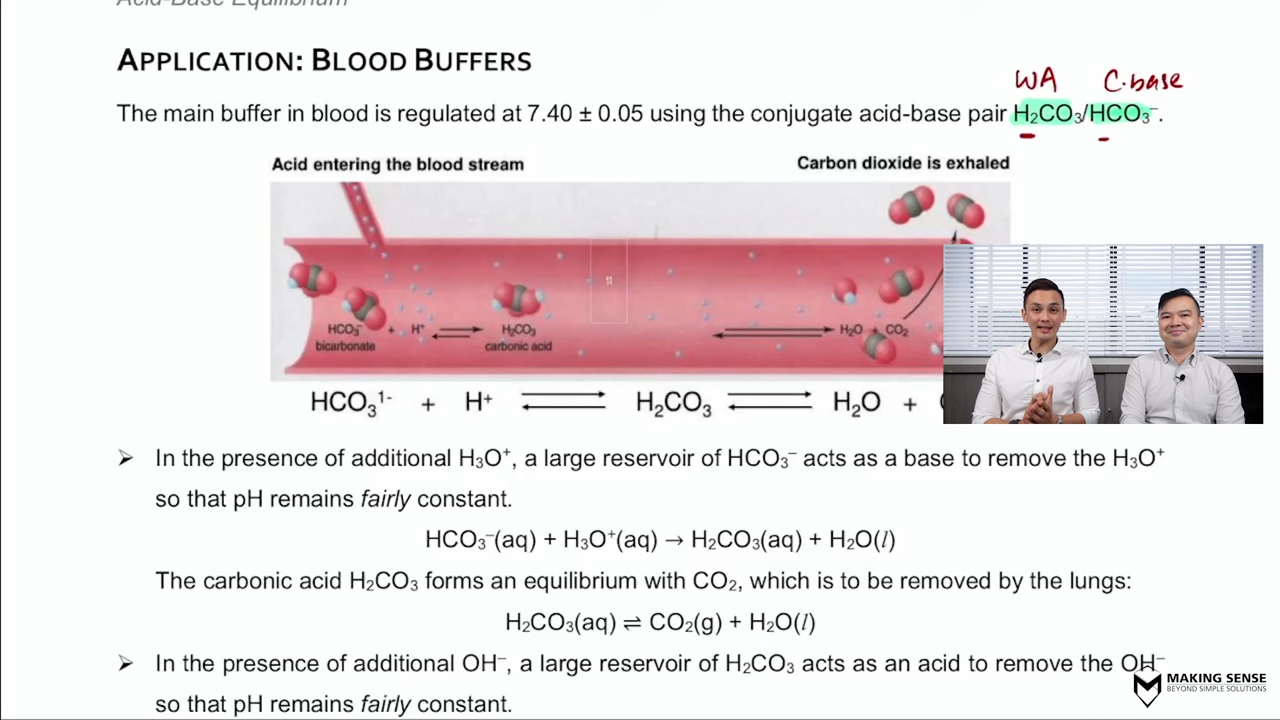 Acid-Base Equilibrium
APPLICATION: BLOOD BUFFERS
WA C.base
The main buffer in blood is regulated at 7.40 ± 0.05 using the conjugate acid-base pair H₂CO₃/HCO₃⁻.
Acid entering the blood stream
Carbon dioxide is exhaled
HCO₃⁻ + H⁺ ⇌ H₂CO₃ ⇌ H₂O + CO₂
bicarbonate carbonic acid
HCO₃¹⁻ + H⁺ ⇌ H₂CO₃ ⇌ H₂O +
➢ In the presence of additional H₃O⁺, a large reservoir of HCO₃⁻ acts as a base to remove the H₃O⁺
so that pH remains fairly constant.
HCO₃⁻(aq) + H₃O⁺(aq) → H₂CO₃(aq) + H₂O(l)
The carbonic acid H₂CO₃ forms an equilibrium with CO₂, which is to be removed by the lungs:
H₂CO₃(aq) ⇌ CO₂(g) + H₂O(l)
➢ In the presence of additional OH⁻, a large reservoir of H₂CO₃ acts as an acid to remove the OH⁻
so that pH remains fairly constant.
MAKING SENSE
BEYOND SIMPLE SOLUTIONS